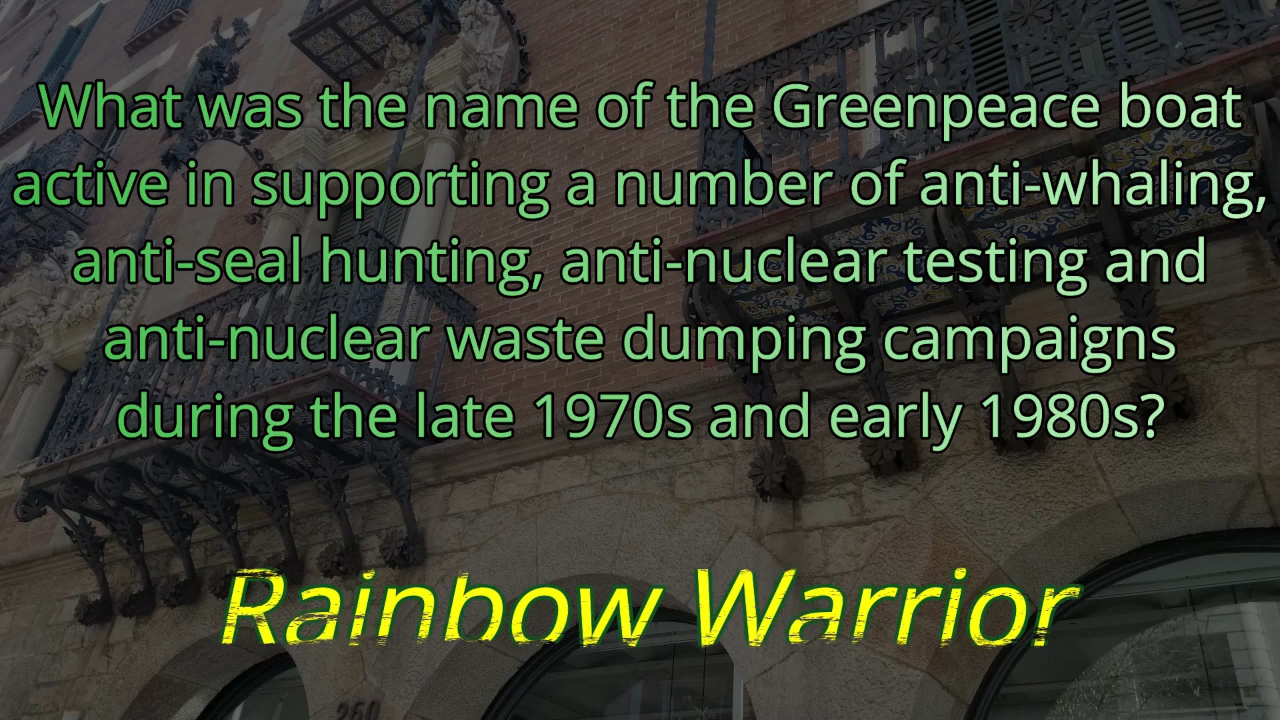 What was the name of the Greenpeace boat
active in supporting a number of anti-whaling,
anti-seal hunting, anti-nuclear testing and
anti-nuclear waste dumping campaigns
during the late 1970s and early 1980s?
Rainbow Warrior
260